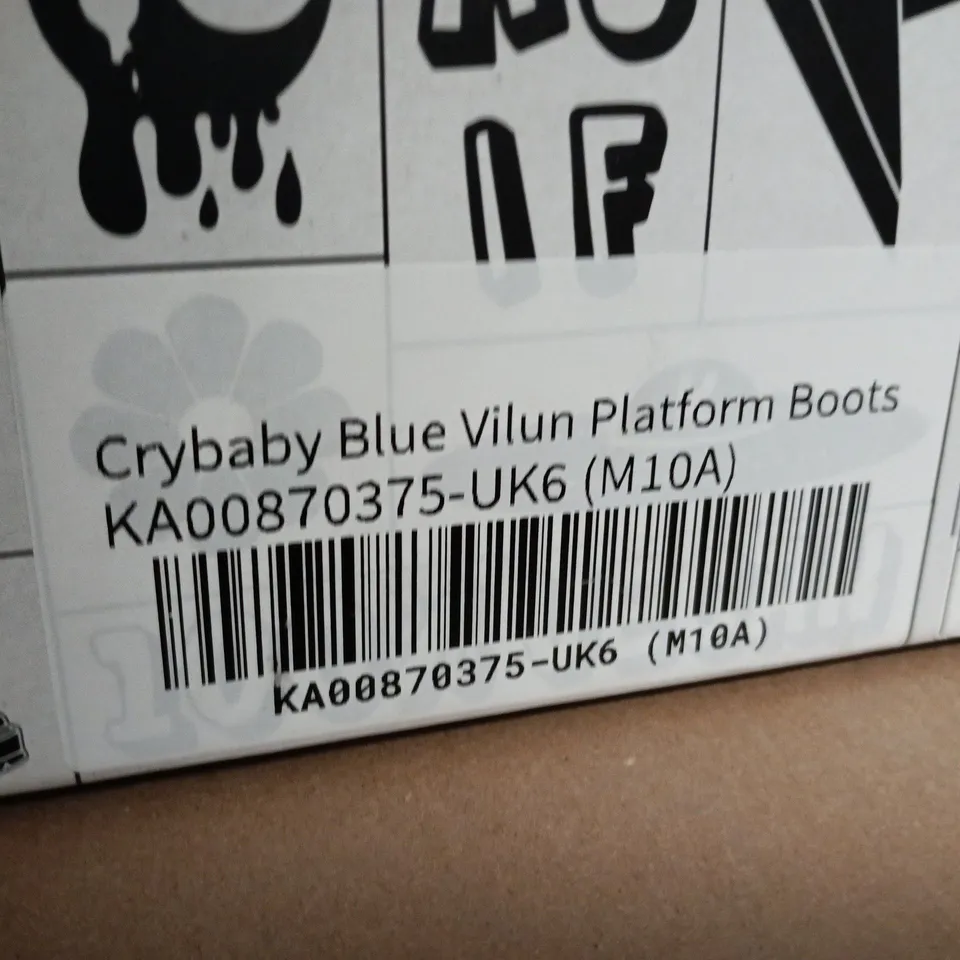 IF
Crybaby Blue Vilun Platform Boots
KA00870375-UK6 (M10A)
KA00870375-UK6 (M10A)